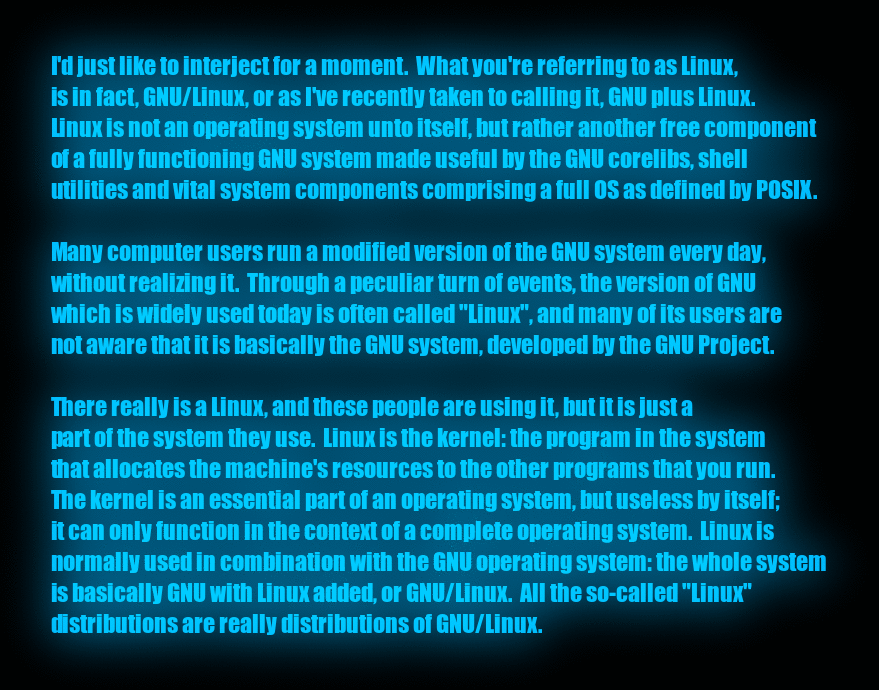 I'd just like to interject for a moment.  What you're referring to as Linux,
is in fact, GNU/Linux, or as I've recently taken to calling it, GNU plus Linux.
Linux is not an operating system unto itself, but rather another free component
of a fully functioning GNU system made useful by the GNU corelibs, shell
utilities and vital system components comprising a full OS as defined by POSIX.

Many computer users run a modified version of the GNU system every day,
without realizing it.  Through a peculiar turn of events, the version of GNU
which is widely used today is often called "Linux", and many of its users are
not aware that it is basically the GNU system, developed by the GNU Project.

There really is a Linux, and these people are using it, but it is just a
part of the system they use.  Linux is the kernel: the program in the system
that allocates the machine's resources to the other programs that you run.
The kernel is an essential part of an operating system, but useless by itself;
it can only function in the context of a complete operating system.  Linux is
normally used in combination with the GNU operating system: the whole system
is basically GNU with Linux added, or GNU/Linux.  All the so-called "Linux"
distributions are really distributions of GNU/Linux.